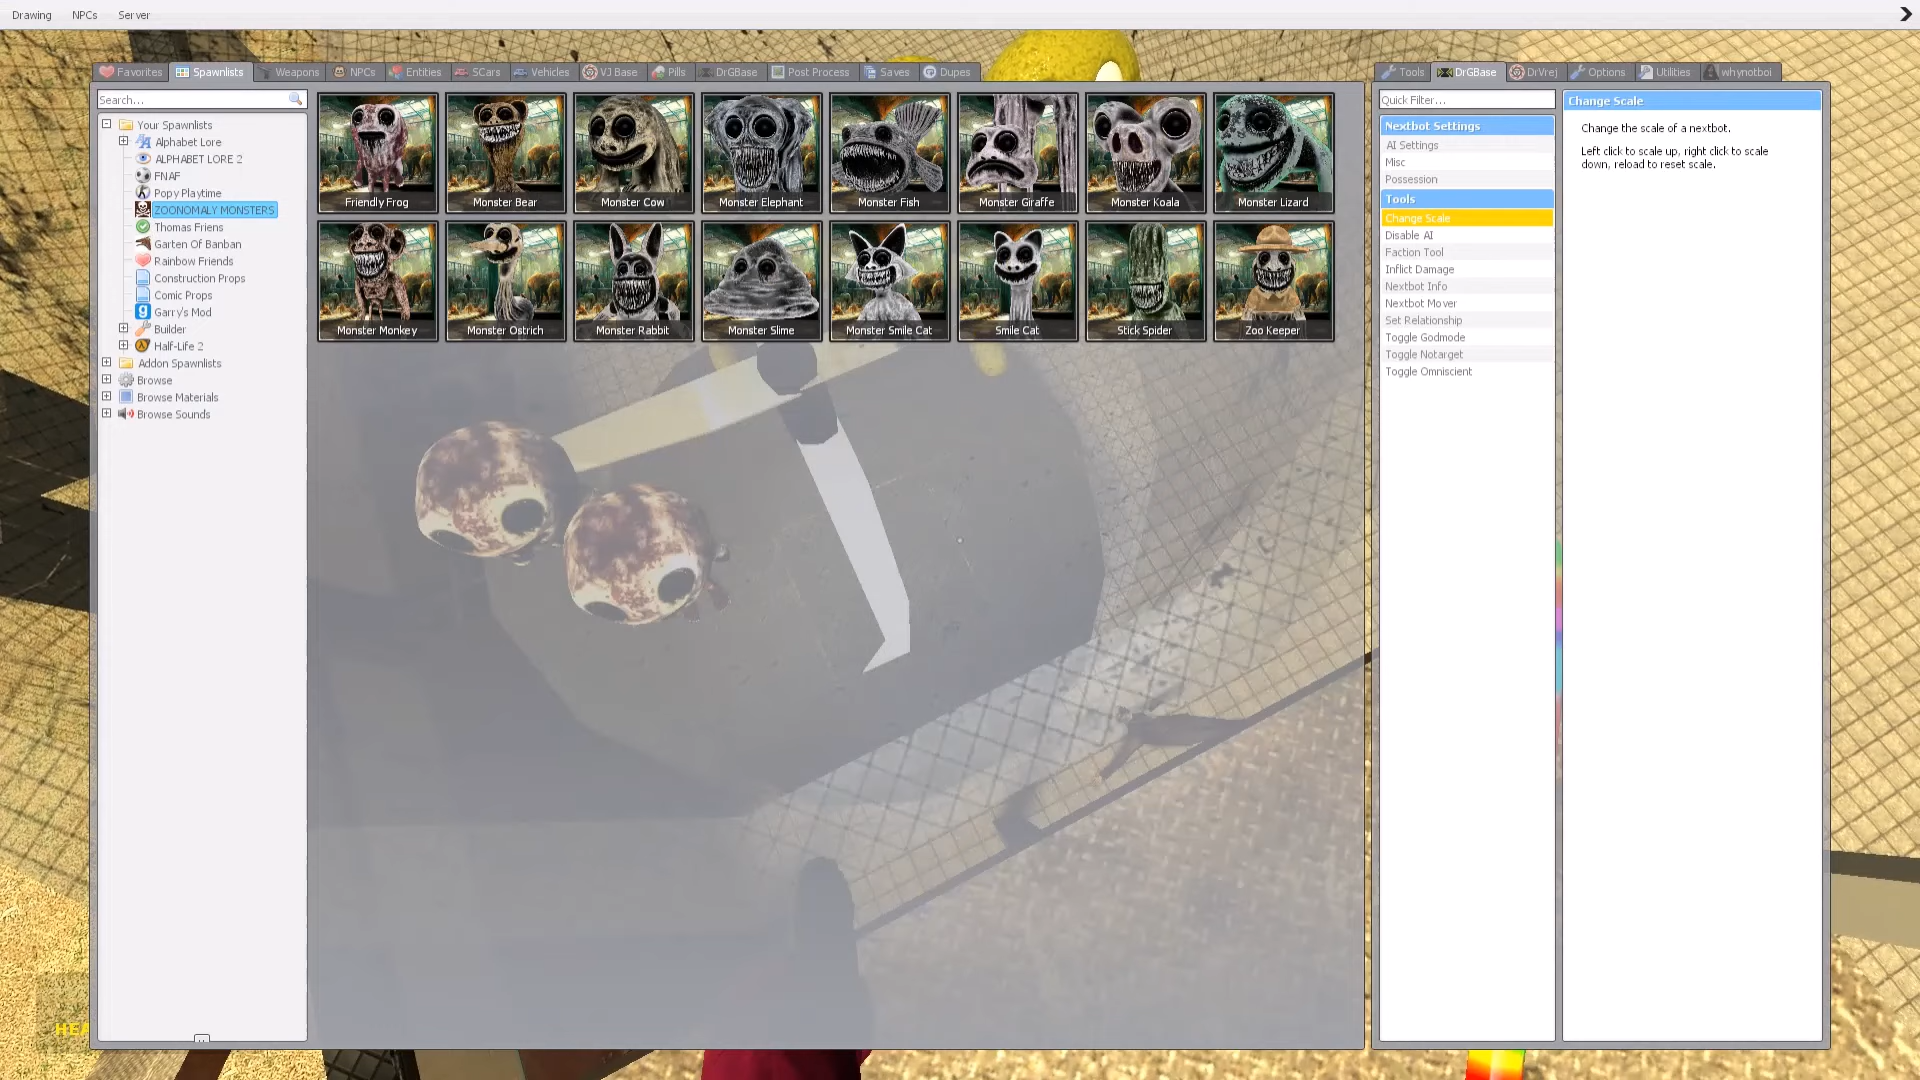 Drawing NPCs Server
Favorites Spawnlists Weapons NPCs Entities SCars Vehicles VJ Base Pills DrGBase Post Process Saves Dupes
Search...
Your Spawnlists
Alphabet Lore
ALPHABET LORE 2
FNAF
Popy Playtime
ZOONOMALY MONSTERS
Thomas Friens
Garten Of Banban
Rainbow Friends
Construction Props
Comic Props
Garry's Mod
Builder
Half-Life 2
Addon Spawnlists
Browse
Browse Materials
Browse Sounds
Friendly Frog Monster Bear Monster Cow Monster Elephant Monster Fish Monster Giraffe Monster Koala Monster Lizard
Monster Monkey Monster Ostrich Monster Rabbit Monster Slime Monster Smile Cat Smile Cat Stick Spider Zoo Keeper
Tools DrGBase DrVrej Options Utilities whynotboi
Quick Filter...
Nextbot Settings
AI Settings
Misc
Possession
Tools
Change Scale
Disable AI
Faction Tool
Inflict Damage
Nextbot Info
Nextbot Mover
Set Relationship
Toggle Godmode
Toggle Notarget
Toggle Omniscient
Change Scale
Change the scale of a nextbot.
Left click to scale up, right click to scale
down, reload to reset scale.